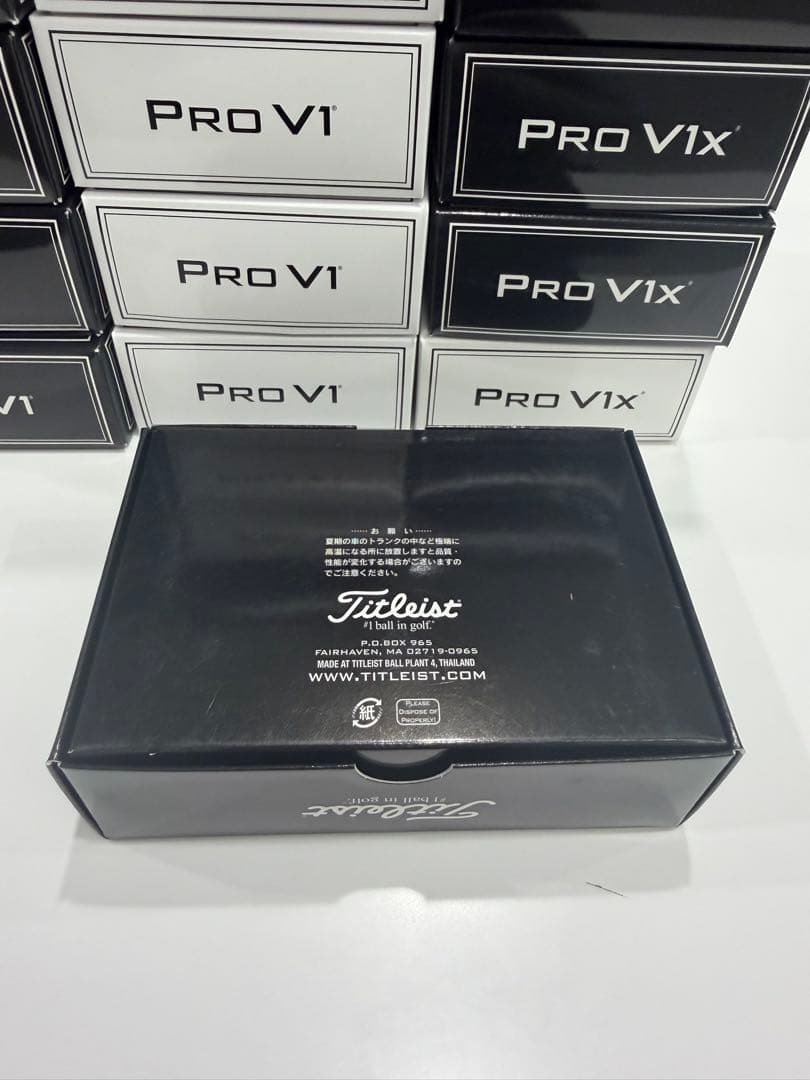 PRO V1®
PRO V1x®
PRO V1®
PRO V1x®
V1®
PRO V1®
PRO V1x®
……お願い……
夏期の車のトランクの中など極端に
高温になる所に放置しますと品質・
性能が変化する場合がございますの
でご注意ください。
Titleist™
#1 ball in golf.®
P.O.BOX 965
FAIRHAVEN, MA 02719-0965
MADE AT TITLEIST BALL PLANT 4, THAILAND
WWW.TITLEIST.COM
紙
PLEASE
DISPOSE OF
PROPERLY!
#1 ball in golf.®
Titleist